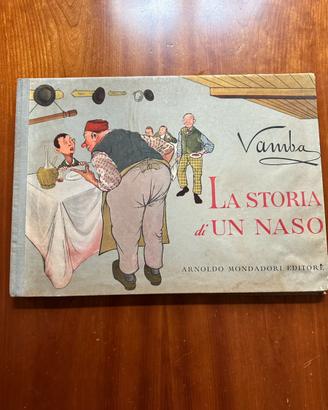 Vamba
LA STORIA
di UN NASO
ARNOLDO MONDADORI EDITORE